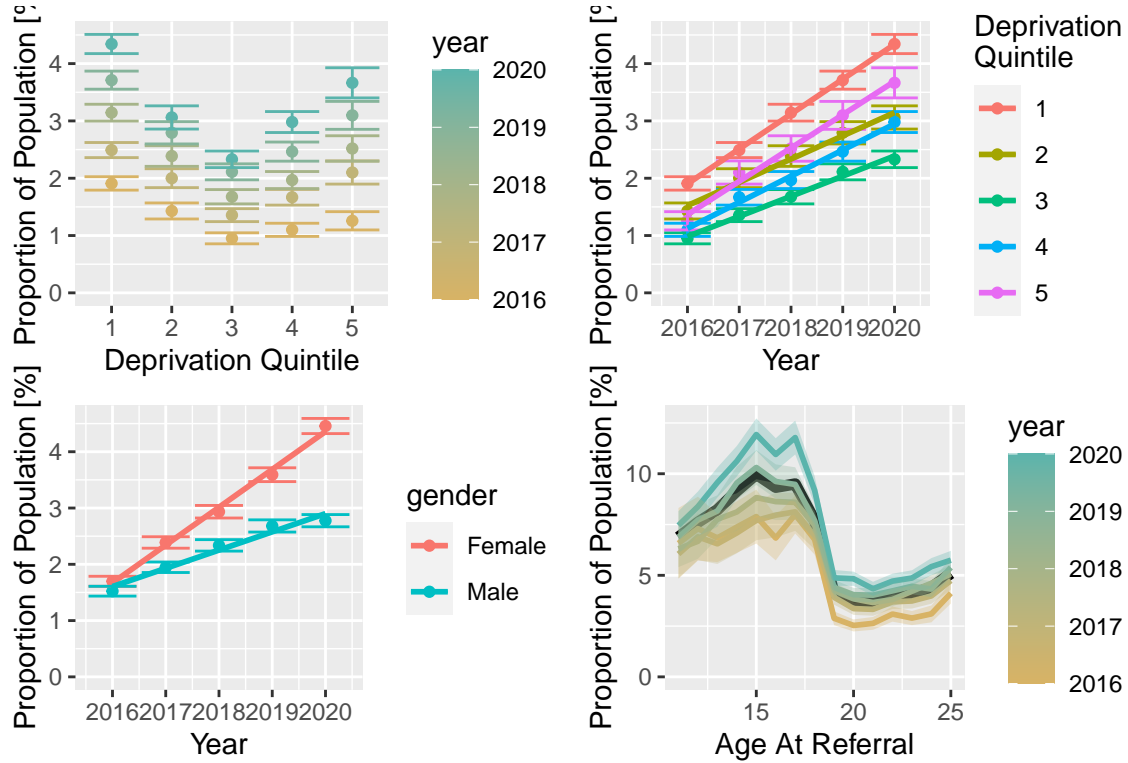 Proportion of Population [%]
4
3
2
1
0
1 2 3 4 5
Deprivation Quintile
year
2020
2019
2018
2017
2016
Proportion of Population [%]
4
3
2
1
0
2016 2017 2018 2019 2020
Year
Deprivation
Quintile
1
2
3
4
5
Proportion of Population [%]
4
3
2
1
0
2016 2017 2018 2019 2020
Year
gender
Female
Male
Proportion of Population [%]
10
5
0
15 20 25
Age At Referral
year
2020
2019
2018
2017
2016